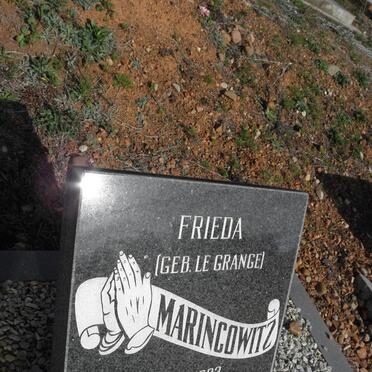 FRIEDA
(GEB. LE GRANGE)
MARINCOWITZ